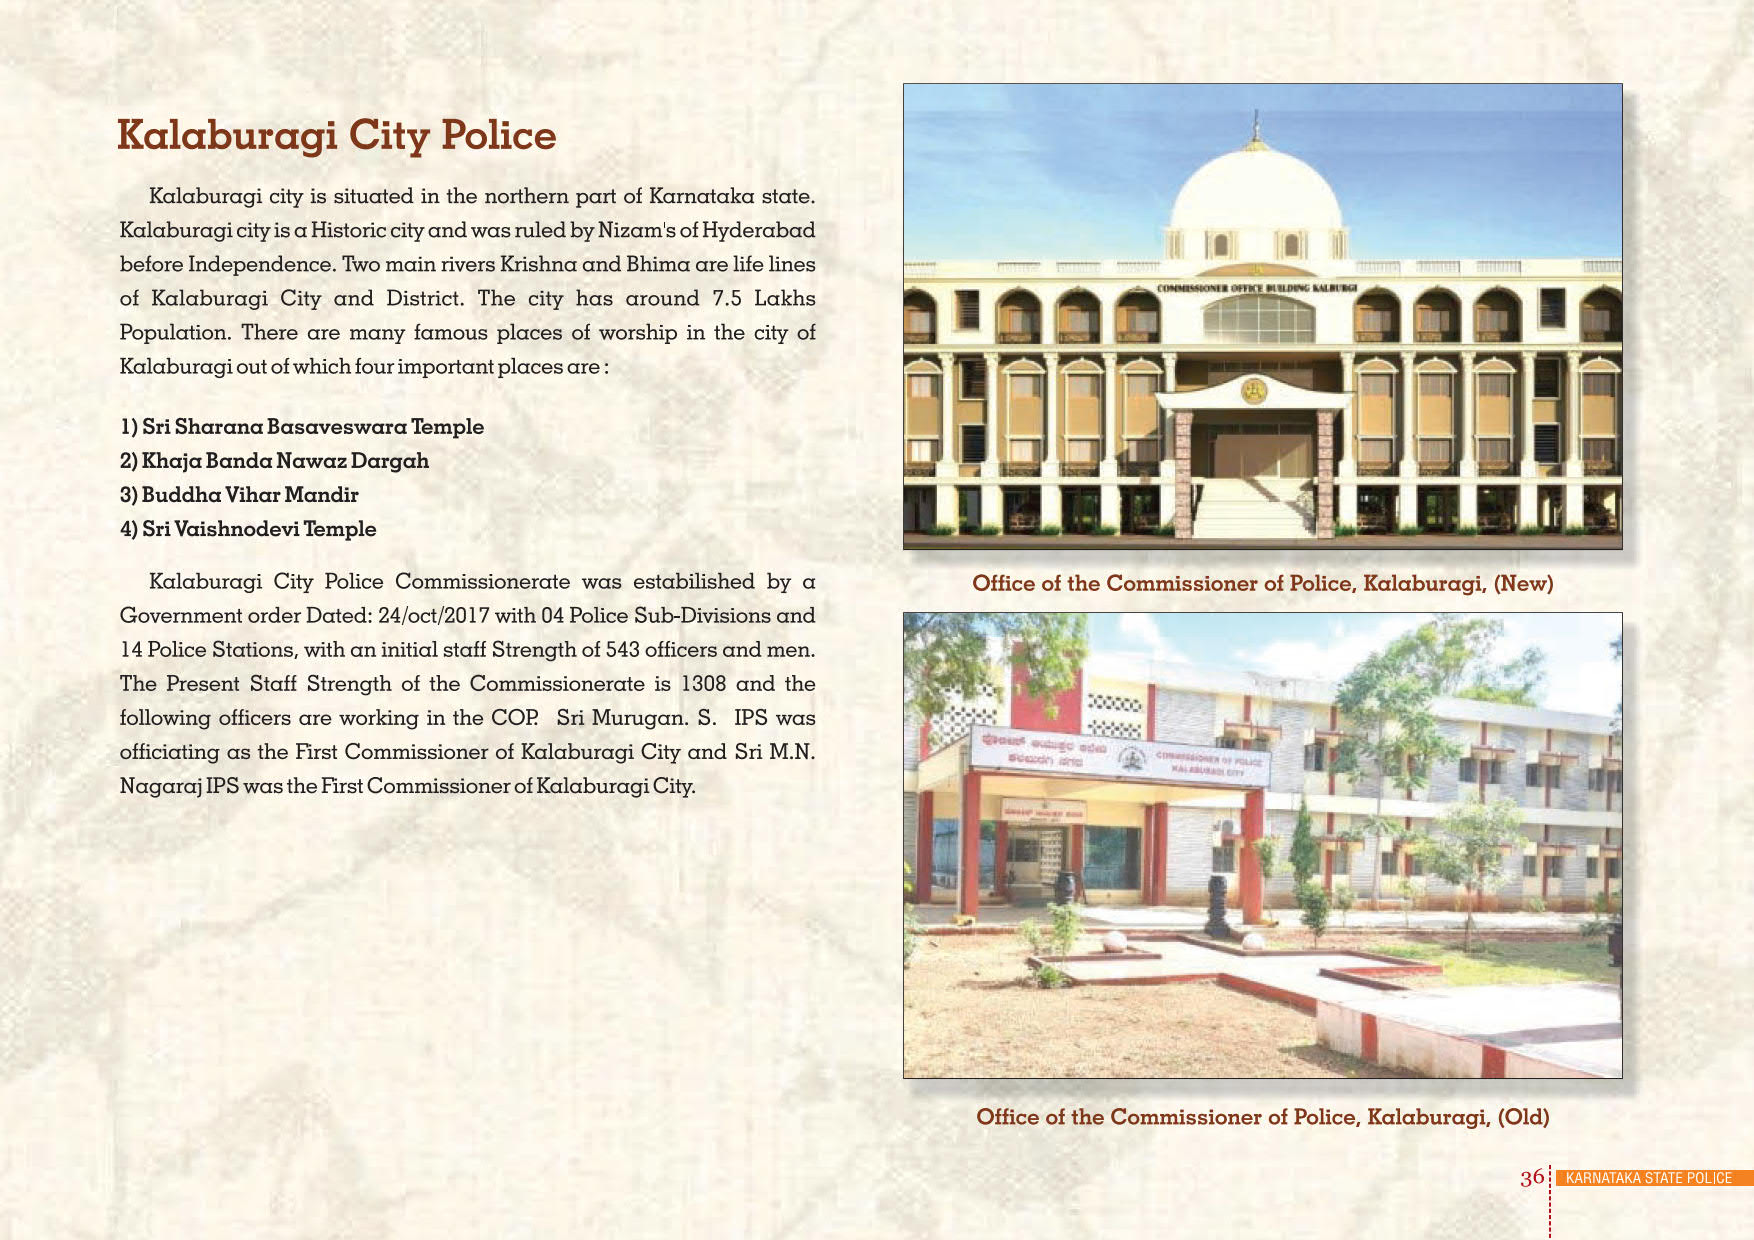 Kalaburagi City Police
Kalaburagi city is situated in the northern part of Karnataka state.
Kalaburagi city is a Historic city and was ruled by Nizam's of Hyderabad
before Independence. Two main rivers Krishna and Bhima are life lines
of Kalaburagi City and District. The city has around 7.5 Lakhs
Population. There are many famous places of worship in the city of
Kalaburagi out of which four important places are :
1) Sri Sharana Basaveswara Temple
2) Khaja Banda Nawaz Dargah
3) Buddha Vihar Mandir
4) Sri Vaishnodevi Temple
Kalaburagi City Police Commissionerate was estabilished by a
Government order Dated: 24/oct/2017 with 04 Police Sub-Divisions and
14 Police Stations, with an initial staff Strength of 543 officers and men.
The Present Staff Strength of the Commissionerate is 1308 and the
following officers are working in the COP. Sri Murugan. S. IPS was
officiating as the First Commissioner of Kalaburagi City and Sri M.N.
Nagaraj IPS was the First Commissioner of Kalaburagi City.
COMMISSIONER OFFICE BUILDING KALBURGI
Office of the Commissioner of Police, Kalaburagi, (New)
ಪೊಲೀಸ್ ಆಯುಕ್ತರ ಕಛೇರಿ
ಕಲಬುರಗಿ ನಗರ
COMMISSIONER OF POLICE
KALABURAGI CITY
Office of the Commissioner of Police, Kalaburagi, (Old)
36
KARNATAKA STATE POLICE